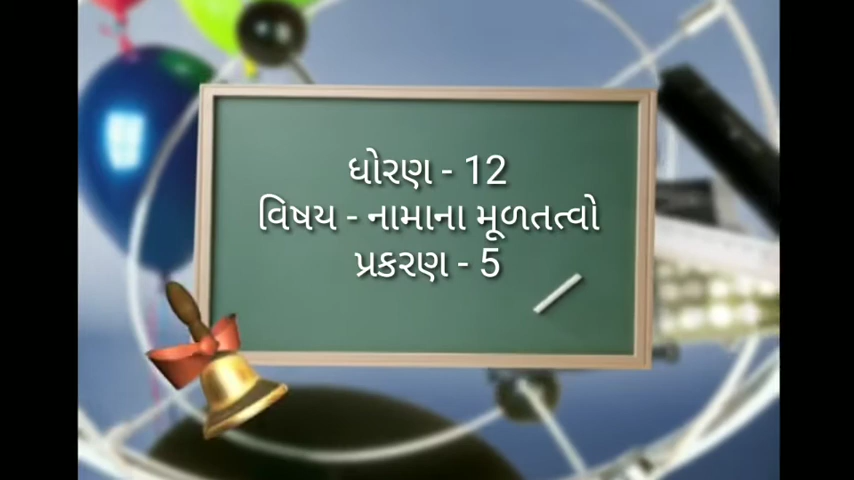 ધોરણ - 12
વિષય - નામાના મૂળતત્વો
પ્રકરણ - 5